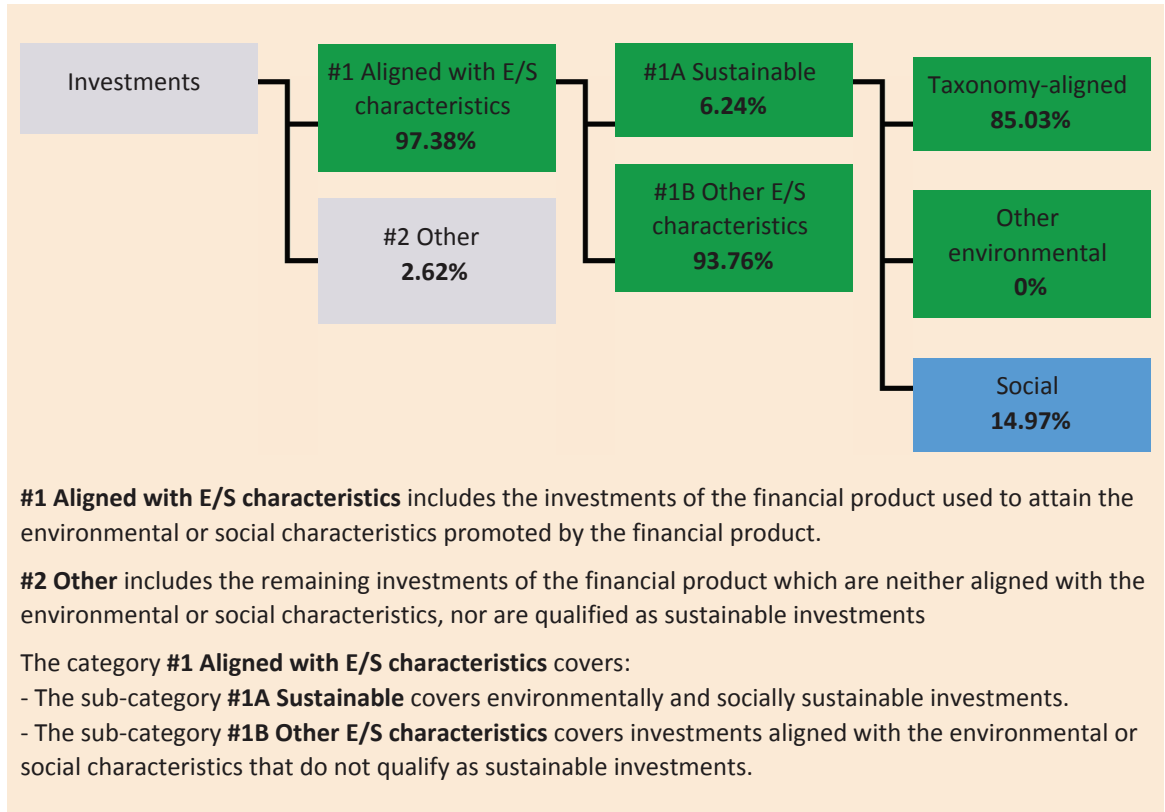 Investments
#1 Aligned with E/S
characteristics
97.38%
#2 Other
2.62%
#1A Sustainable
6.24%
#1B Other E/S
characteristics
93.76%
Taxonomy-aligned
85.03%
Other
environmental
0%
Social
14.97%
#1 Aligned with E/S characteristics includes the investments of the financial product used to attain the
environmental or social characteristics promoted by the financial product.
#2 Other includes the remaining investments of the financial product which are neither aligned with the
environmental or social characteristics, nor are qualified as sustainable investments
The category #1 Aligned with E/S characteristics covers:
- The sub-category #1A Sustainable covers environmentally and socially sustainable investments.
- The sub-category #1B Other E/S characteristics covers investments aligned with the environmental or
social characteristics that do not qualify as sustainable investments.